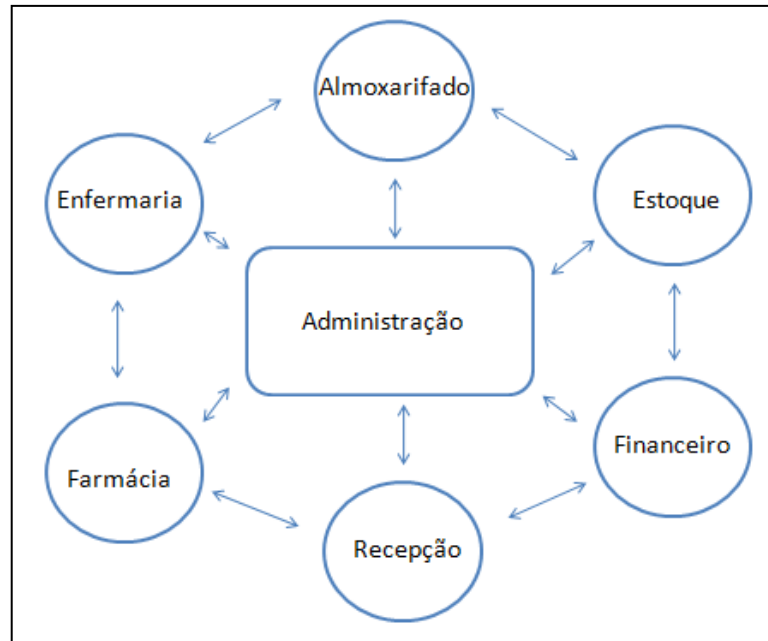 Almoxarifado
Enfermaria
Estoque
Administração
Financeiro
Farmácia
Recepção